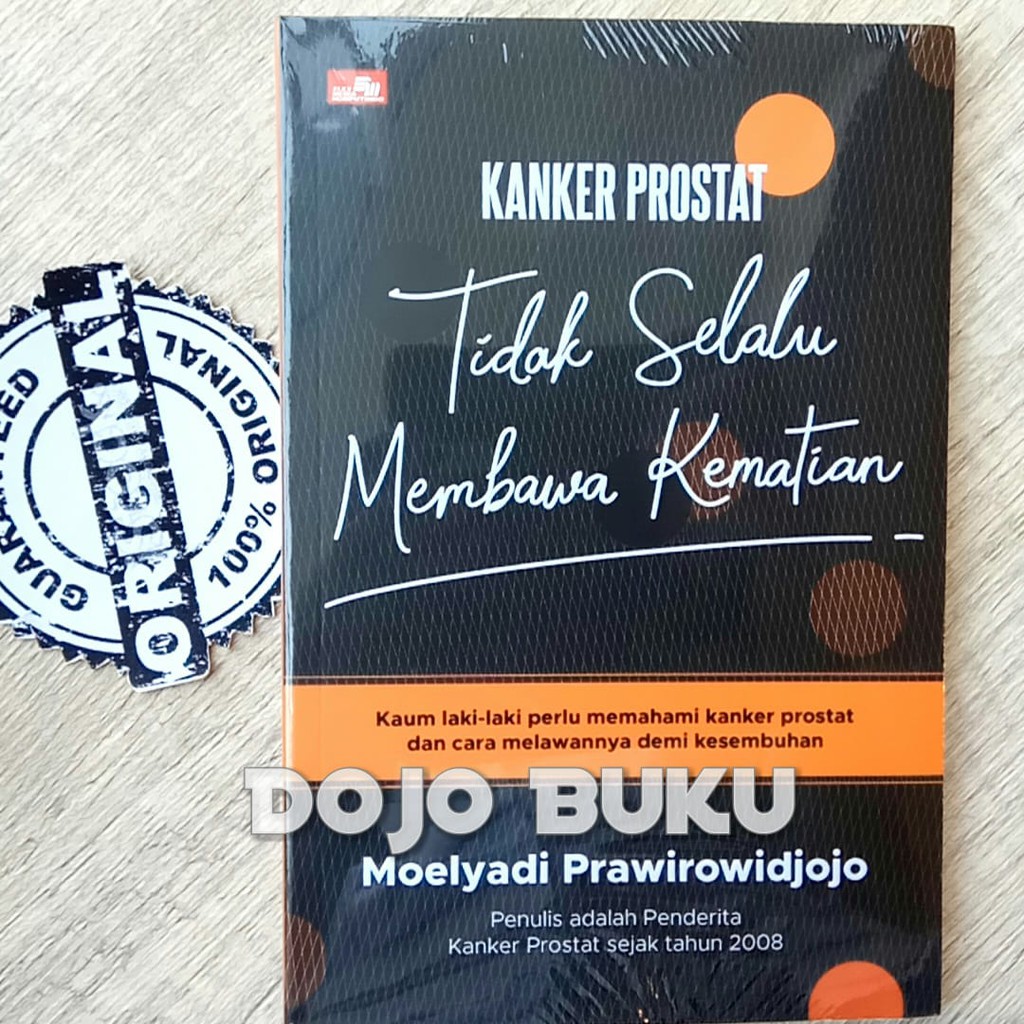 KANKER PROSTAT
Tidak Selalu
Membawa Kematian
Kaum laki-laki perlu memahami kanker prostat
dan cara melawannya demi kesembuhan
DOJO BUKU
Moelyadi Prawirowidjojo
Penulis adalah Penderita
Kanker Prostat sejak tahun 2008
ORIGINAL
100% ORIGINAL